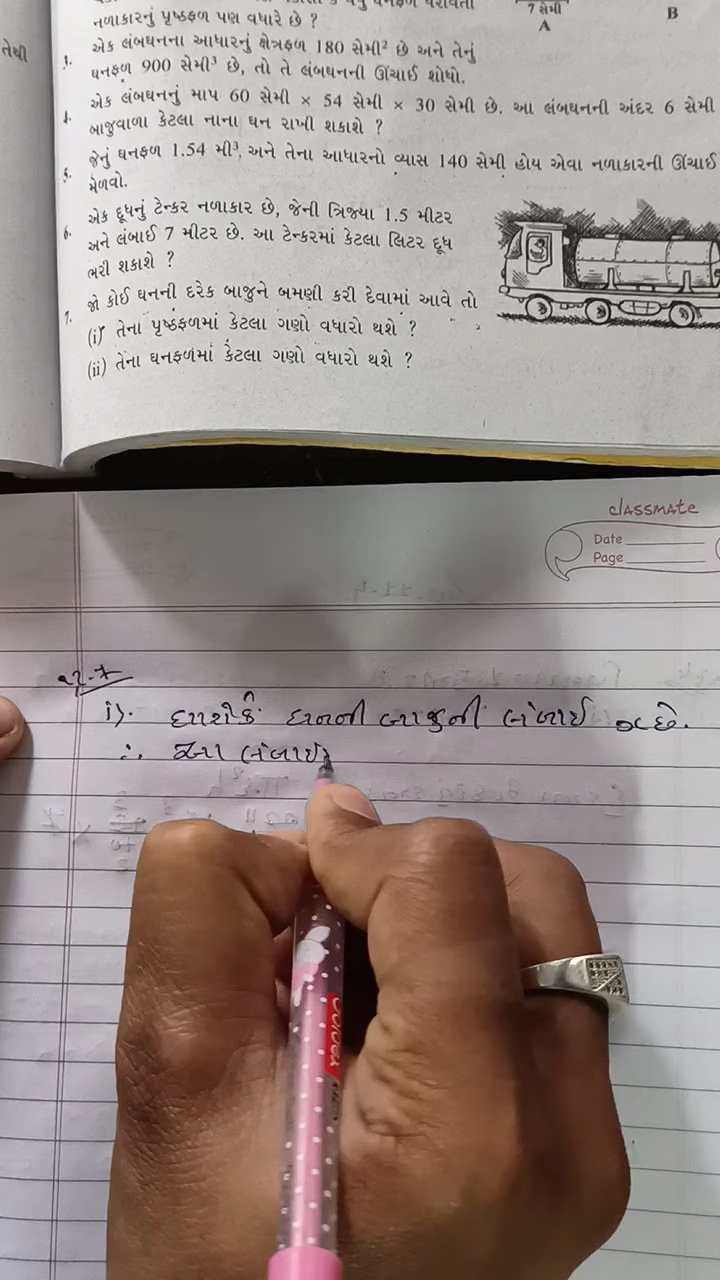 નળાકારનું પૃષ્ઠફળ પણ વધારે છે ?
7 સેમી
A
B
તેથી
3. એક લંબઘનના આધારનું ક્ષેત્રફળ 180 સેમી² છે અને તેનું
ઘનફળ 900 સેમી³ છે, તો તે લંબઘનની ઊંચાઈ શોધો.
4. એક લંબઘનનું માપ 60 સેમી × 54 સેમી × 30 સેમી છે. આ લંબઘનની અંદર 6 સેમી
બાજુવાળા કેટલા નાના ઘન રાખી શકાશે ?
5. જેનું ઘનફળ 1.54 મી³, અને તેના આધારનો વ્યાસ 140 સેમી હોય એવા નળાકારની ઊંચાઈ
મેળવો.
6. એક દૂધનું ટેન્કર નળાકાર છે, જેની ત્રિજ્યા 1.5 મીટર
અને લંબાઈ 7 મીટર છે. આ ટેન્કરમાં કેટલા લિટર દૂધ
ભરી શકાશે ?
7. જો કોઈ ઘનની દરેક બાજુને બમણી કરી દેવામાં આવે તો
(i) તેના પૃષ્ઠફળમાં કેટલા ગણો વધારો થશે ?
(ii) તેના ઘનફળમાં કેટલા ગણો વધારો થશે ?
classmate
Date
Page
પ્ર-7
i). ધારોકે ઘનની બાજુની લંબાઈ x છે.
∴ આ લંબાઈ